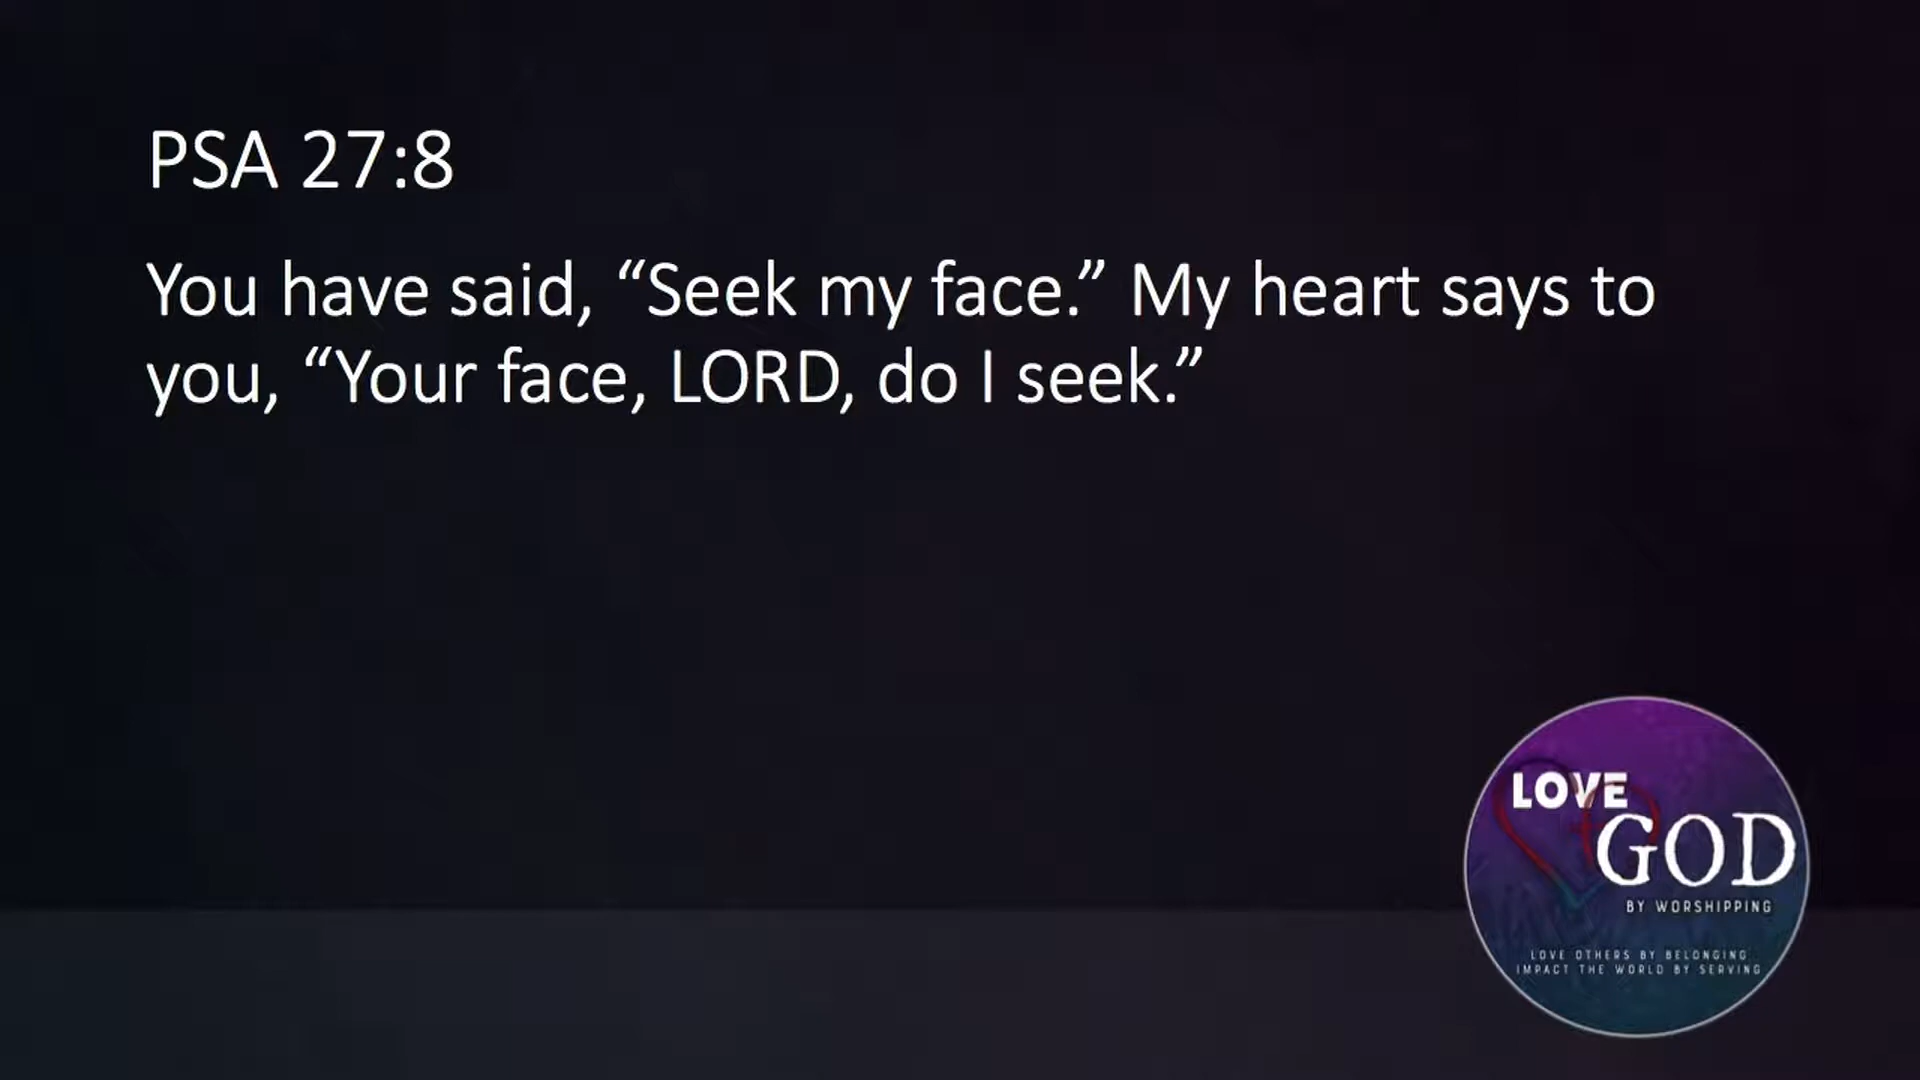 PSA 27:8
You have said, “Seek my face.” My heart says to
you, “Your face, LORD, do I seek.”
LOVE
GOD
BY WORSHIPPING
LOVE OTHERS BY BELONGING
IMPACT THE WORLD BY SERVING